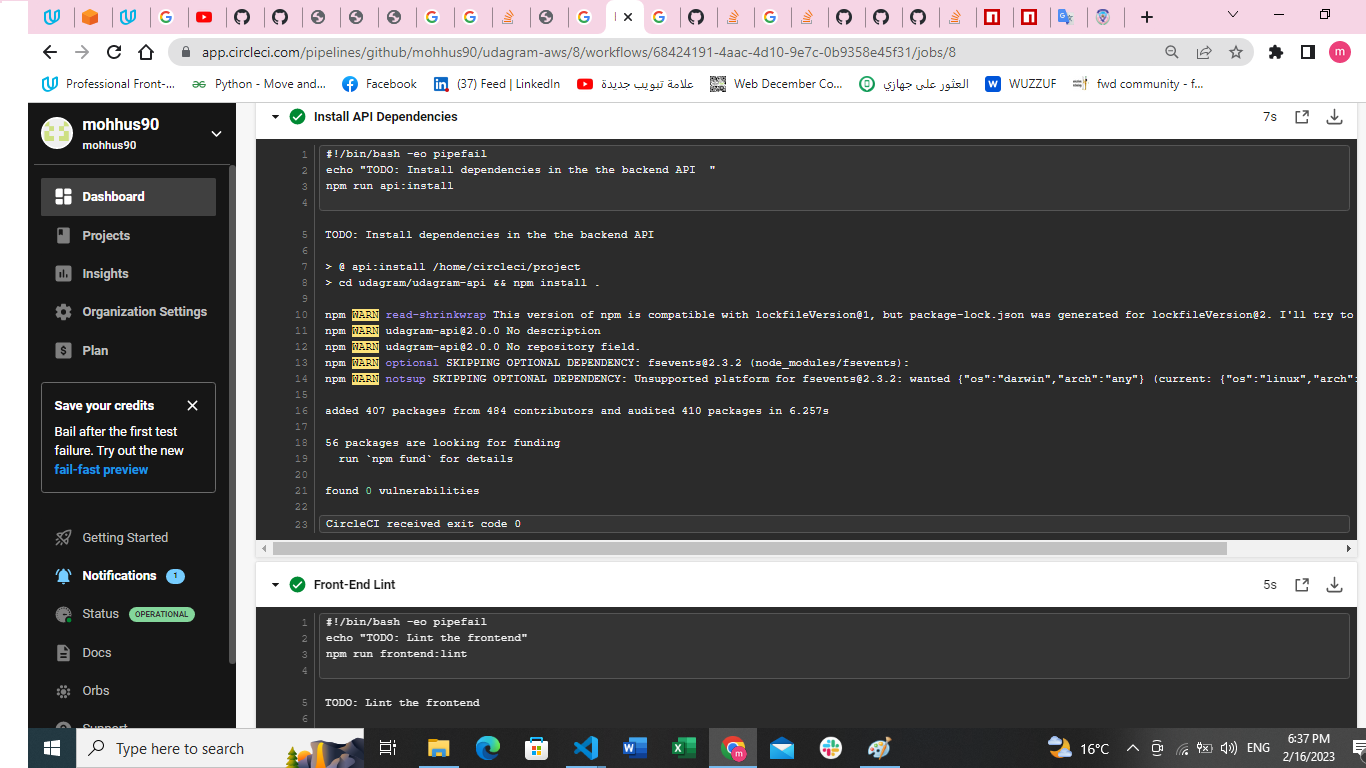 app.circleci.com/pipelines/github/mohhus90/udagram-aws/8/workflows/68424191-4aac-4d10-9e7c-0b9358e45f31/jobs/8
m
Professional Front-...
Python - Move and...
Facebook
(37) Feed | LinkedIn
علامة تبويب جديدة
Web December Co...
العثور على جهازي
WUZZUF
fwd community - f...
mohhus90
mohhus90
Dashboard
Projects
Insights
Organization Settings
Plan
Save your credits
Bail after the first test
failure. Try out the new
fail-fast preview
Getting Started
Notifications 1
Status OPERATIONAL
Docs
Orbs
Support
Install API Dependencies 7s
1 #!/bin/bash -eo pipefail
2 echo "TODO: Install dependencies in the the backend API  "
3 npm run api:install
4
5 TODO: Install dependencies in the the backend API
6
7 > @ api:install /home/circleci/project
8 > cd udagram/udagram-api && npm install .
9
10 npm WARN read-shrinkwrap This version of npm is compatible with lockfileVersion@1, but package-lock.json was generated for lockfileVersion@2. I'll try to
11 npm WARN udagram-api@2.0.0 No description
12 npm WARN udagram-api@2.0.0 No repository field.
13 npm WARN optional SKIPPING OPTIONAL DEPENDENCY: fsevents@2.3.2 (node_modules/fsevents):
14 npm WARN notsup SKIPPING OPTIONAL DEPENDENCY: Unsupported platform for fsevents@2.3.2: wanted {"os":"darwin","arch":"any"} (current: {"os":"linux","arch":
15
16 added 407 packages from 484 contributors and audited 410 packages in 6.257s
17
18 56 packages are looking for funding
19   run `npm fund` for details
20
21 found 0 vulnerabilities
22
23 CircleCI received exit code 0
Front-End Lint 5s
1 #!/bin/bash -eo pipefail
2 echo "TODO: Lint the frontend"
3 npm run frontend:lint
4
5 TODO: Lint the frontend
6
Type here to search
16°C
ENG
6:37 PM
2/16/2023